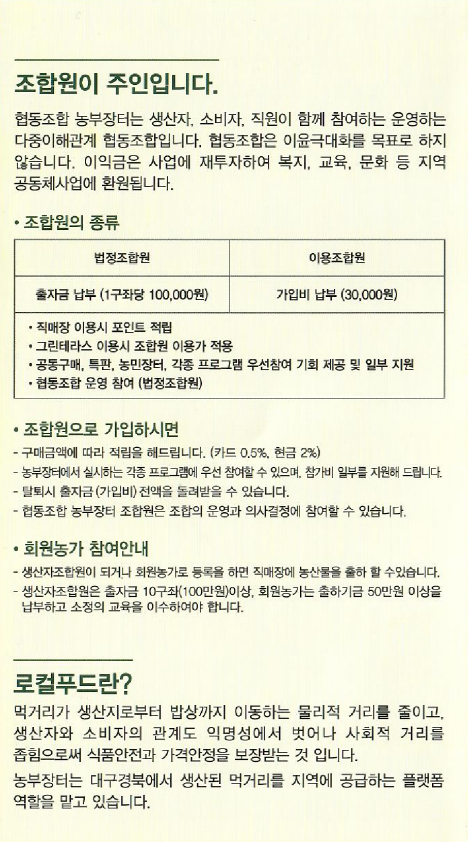 조합원이 주인입니다.
협동조합 농부장터는 생산자, 소비자, 직원이 함께 참여하는 운영하는
다중이해관계 협동조합입니다. 협동조합은 이윤극대화를 목표로 하지
않습니다. 이익금은 사업에 재투자하여 복지, 교육, 문화 등 지역
공동체사업에 환원됩니다.
• 조합원의 종류
법정조합원 이용조합원
출자금 납부 (1구좌당 100,000원) 가입비 납부 (30,000원)
• 직매장 이용시 포인트 적립
• 그린테라스 이용시 조합원 이용가 적용
• 공동구매, 특판, 농민장터, 각종 프로그램 우선참여 기회 제공 및 일부 지원
• 협동조합 운영 참여 (법정조합원)
• 조합원으로 가입하시면
- 구매금액에 따라 적립을 해드립니다. (카드 0.5%, 현금 2%)
- 농부장터에서 실시하는 각종 프로그램에 우선 참여할 수 있으며, 참가비 일부를 지원해 드립니다.
- 탈퇴시 출자금 (가입비) 전액을 돌려받을 수 있습니다.
- 협동조합 농부장터 조합원은 조합의 운영과 의사결정에 참여할 수 있습니다.
• 회원농가 참여안내
- 생산자조합원이 되거나 회원농가로 등록을 하면 직매장에 농산물을 출하 할 수있습니다.
- 생산자조합원은 출자금 10구좌(100만원)이상, 회원농가는 출하기금 50만원 이상을
납부하고 소정의 교육을 이수하여야 합니다.
로컬푸드란?
먹거리가 생산지로부터 밥상까지 이동하는 물리적 거리를 줄이고,
생산자와 소비자의 관계도 익명성에서 벗어나 사회적 거리를
좁힘으로써 식품안전과 가격안정을 보장받는 것 입니다.
농부장터는 대구경북에서 생산된 먹거리를 지역에 공급하는 플랫폼
역할을 맡고 있습니다.